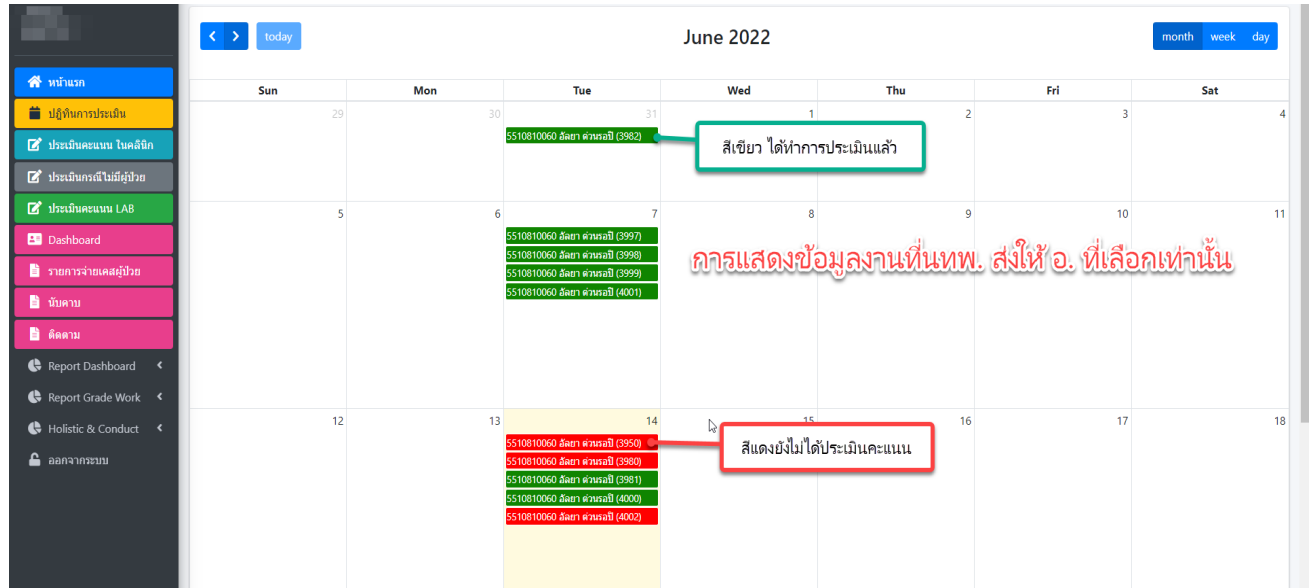 today
June 2022
month week day
หน้าแรก
ปฏิทินการประเมิน
ประเมินคะแนน ในคลินิก
ประเมินกรณีไม่มีผู้ป่วย
ประเมินคะแนน LAB
Dashboard
รายการจ่ายเคสผู้ป่วย
นับคาบ
ติดตาม
Report Dashboard
Report Grade Work
Holistic & Conduct
ออกจากระบบ
Sun Mon Tue Wed Thu Fri Sat
29 30 31 1 2 3 4
5510810060 อัลยา ด่วนรอปี (3982)
สีเขียว ได้ทำการประเมินแล้ว
5 6 7 8 9 10 11
5510810060 อัลยา ด่วนรอปี (3997)
5510810060 อัลยา ด่วนรอปี (3998)
5510810060 อัลยา ด่วนรอปี (3999)
5510810060 อัลยา ด่วนรอปี (4001)
การแสดงข้อมูลงานที่นทพ. ส่งให้ อ. ที่เลือกเท่านั้น
12 13 14 15 16 17 18
5510810060 อัลยา ด่วนรอปี (3950)
5510810060 อัลยา ด่วนรอปี (3980)
5510810060 อัลยา ด่วนรอปี (3981)
5510810060 อัลยา ด่วนรอปี (4000)
5510810060 อัลยา ด่วนรอปี (4002)
สีแดงยังไม่ได้ประเมินคะแนน